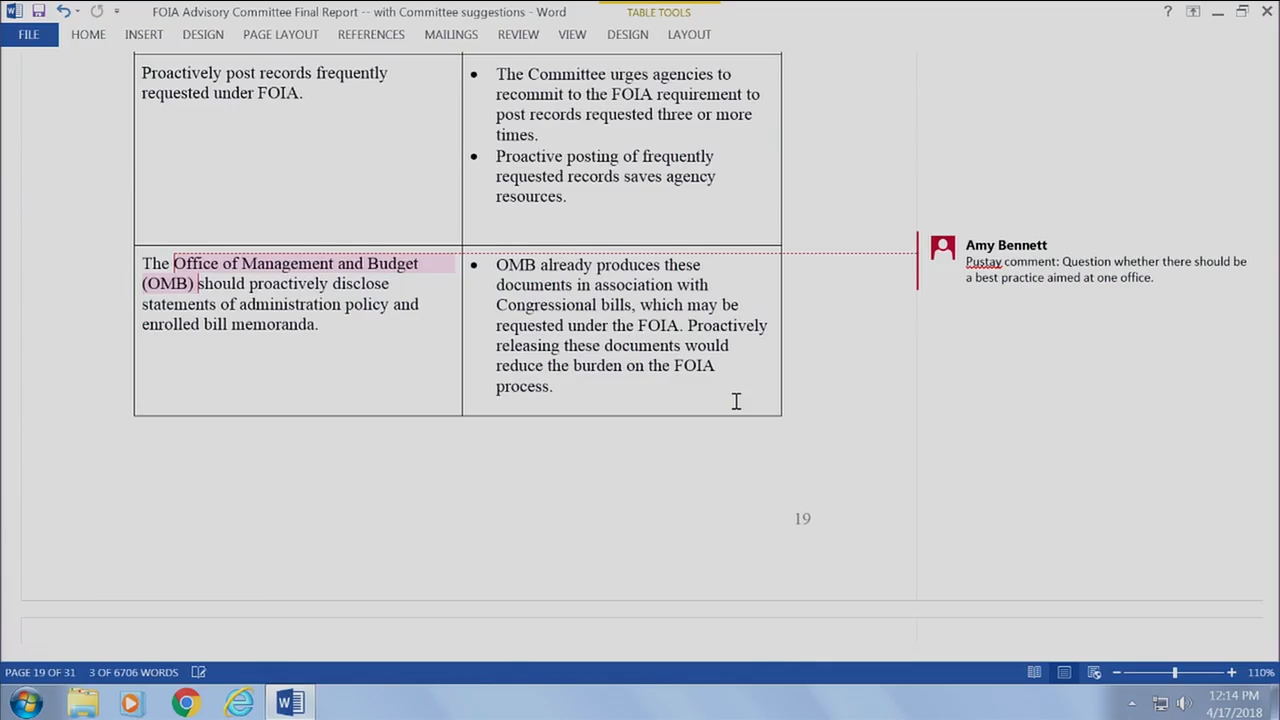 FOIA Advisory Committee Final Report -- with Committee suggestions - Word
TABLE TOOLS
?
FILE HOME INSERT DESIGN PAGE LAYOUT REFERENCES MAILINGS REVIEW VIEW DESIGN LAYOUT
Proactively post records frequently
requested under FOIA.
• The Committee urges agencies to
recommit to the FOIA requirement to
post records requested three or more
times.
• Proactive posting of frequently
requested records saves agency
resources.
The Office of Management and Budget
(OMB) should proactively disclose
statements of administration policy and
enrolled bill memoranda.
• OMB already produces these
documents in association with
Congressional bills, which may be
requested under the FOIA. Proactively
releasing these documents would
reduce the burden on the FOIA
process.
Amy Bennett
Pustay comment: Question whether there should be
a best practice aimed at one office.
19
PAGE 19 OF 31 3 OF 6706 WORDS
110%
12:14 PM
4/17/2018